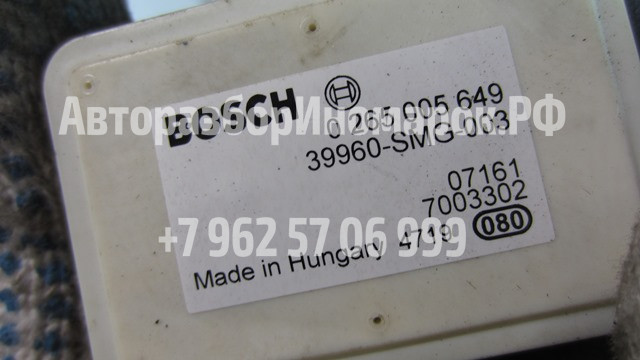 BOSCH
0 265 005 649
АвторазборИномарок.РФ
39960-SMG-003
07161
7003302
+7 962 57 06 999
4719 080
Made in Hungary